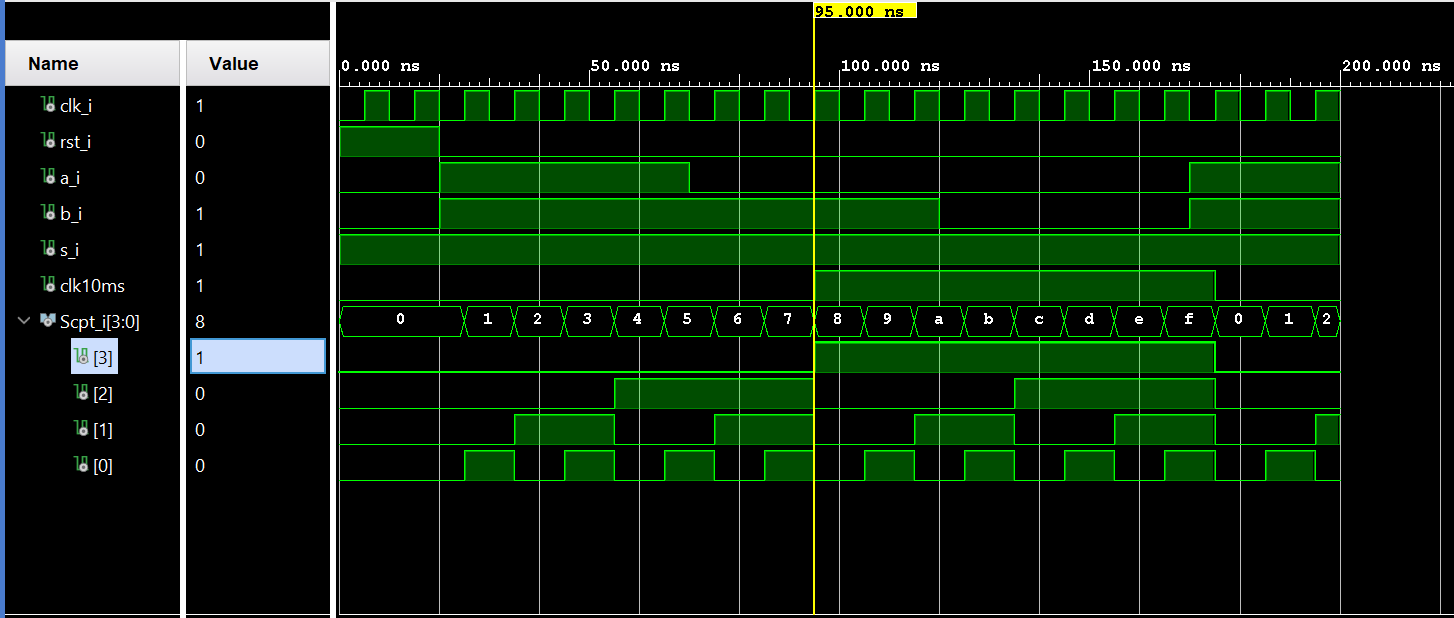 95.000 ns
Name Value
0.000 ns 50.000 ns 100.000 ns 150.000 ns 200.000 ns
clk_i 1
rst_i 0
a_i 0
b_i 1
s_i 1
clk10ms 1
Scpt_i[3:0] 8 0 1 2 3 4 5 6 7 8 9 a b c d e f 0 1 2
[3] 1
[2] 0
[1] 0
[0] 0